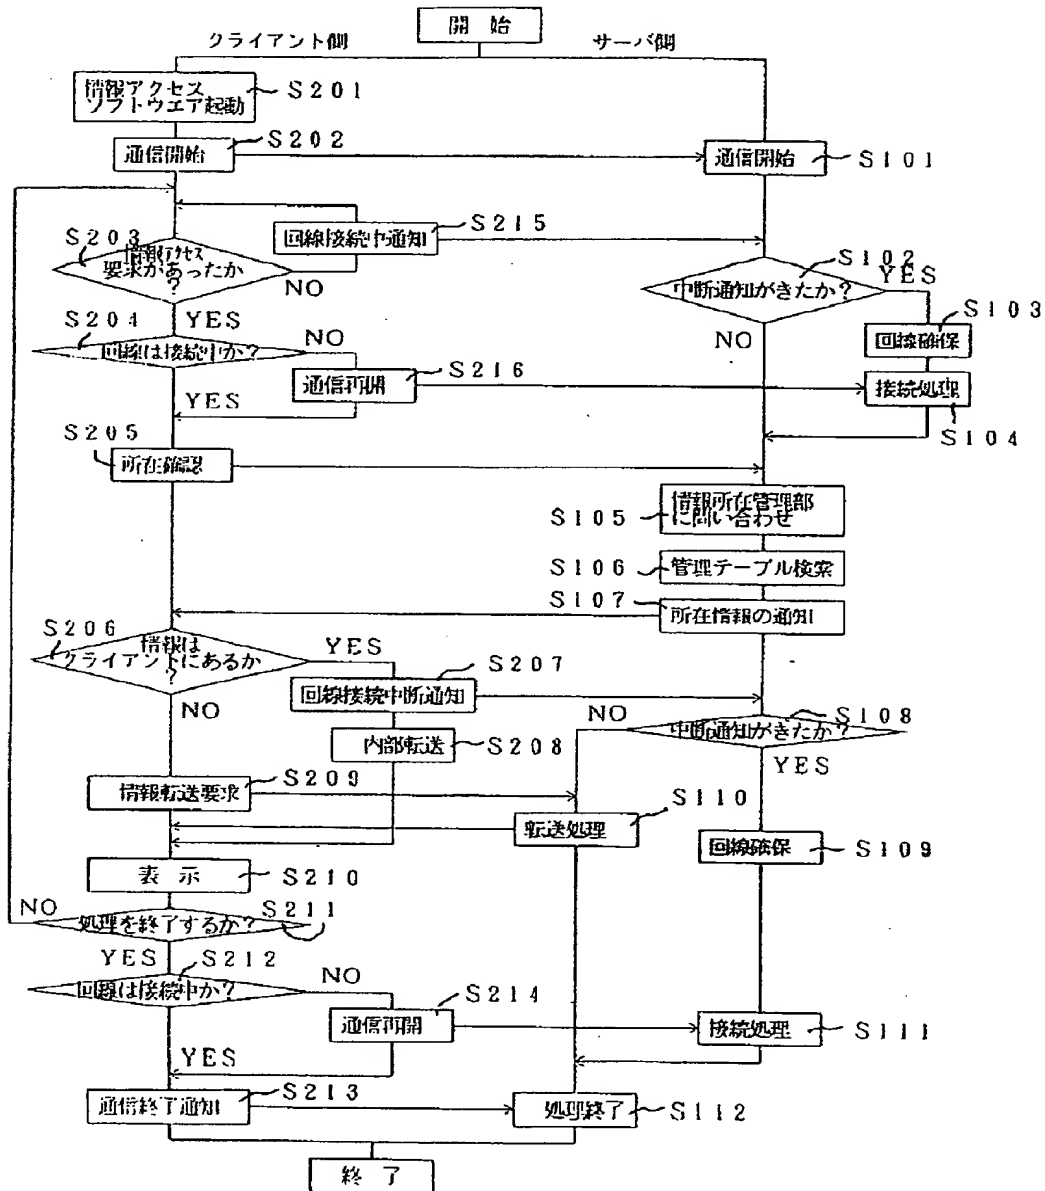 開 始
クライアント側
サーバ側
情報アクセス
ソフトウエア起動
S201
通信開始
S202
通信開始
S101
回線接続中通知
S215
S203
情報アクセス
要求があったか
?
NO
YES
S102
中断通知がきたか?
YES
NO
S103
回線確保
S204
回線は接続中か?
NO
YES
通信再開
S216
接続処理
S104
S205
所在確認
情報所在管理部
に問い合わせ
S105
S106
管理テーブル検索
S107
所在情報の通知
S206
情報は
クライアントにあるか
?
YES
NO
S207
回線接続中断通知
S108
中断通知がきたか?
NO
YES
内部転送
S208
情報転送要求
S209
S110
転送処理
回線確保
S109
表 示
S210
S211
処理を終了するか?
NO
YES
S212
回線は接続中か?
NO
YES
S214
通信再開
接続処理
S111
通信終了通知
S213
処理終了
S112
終 了